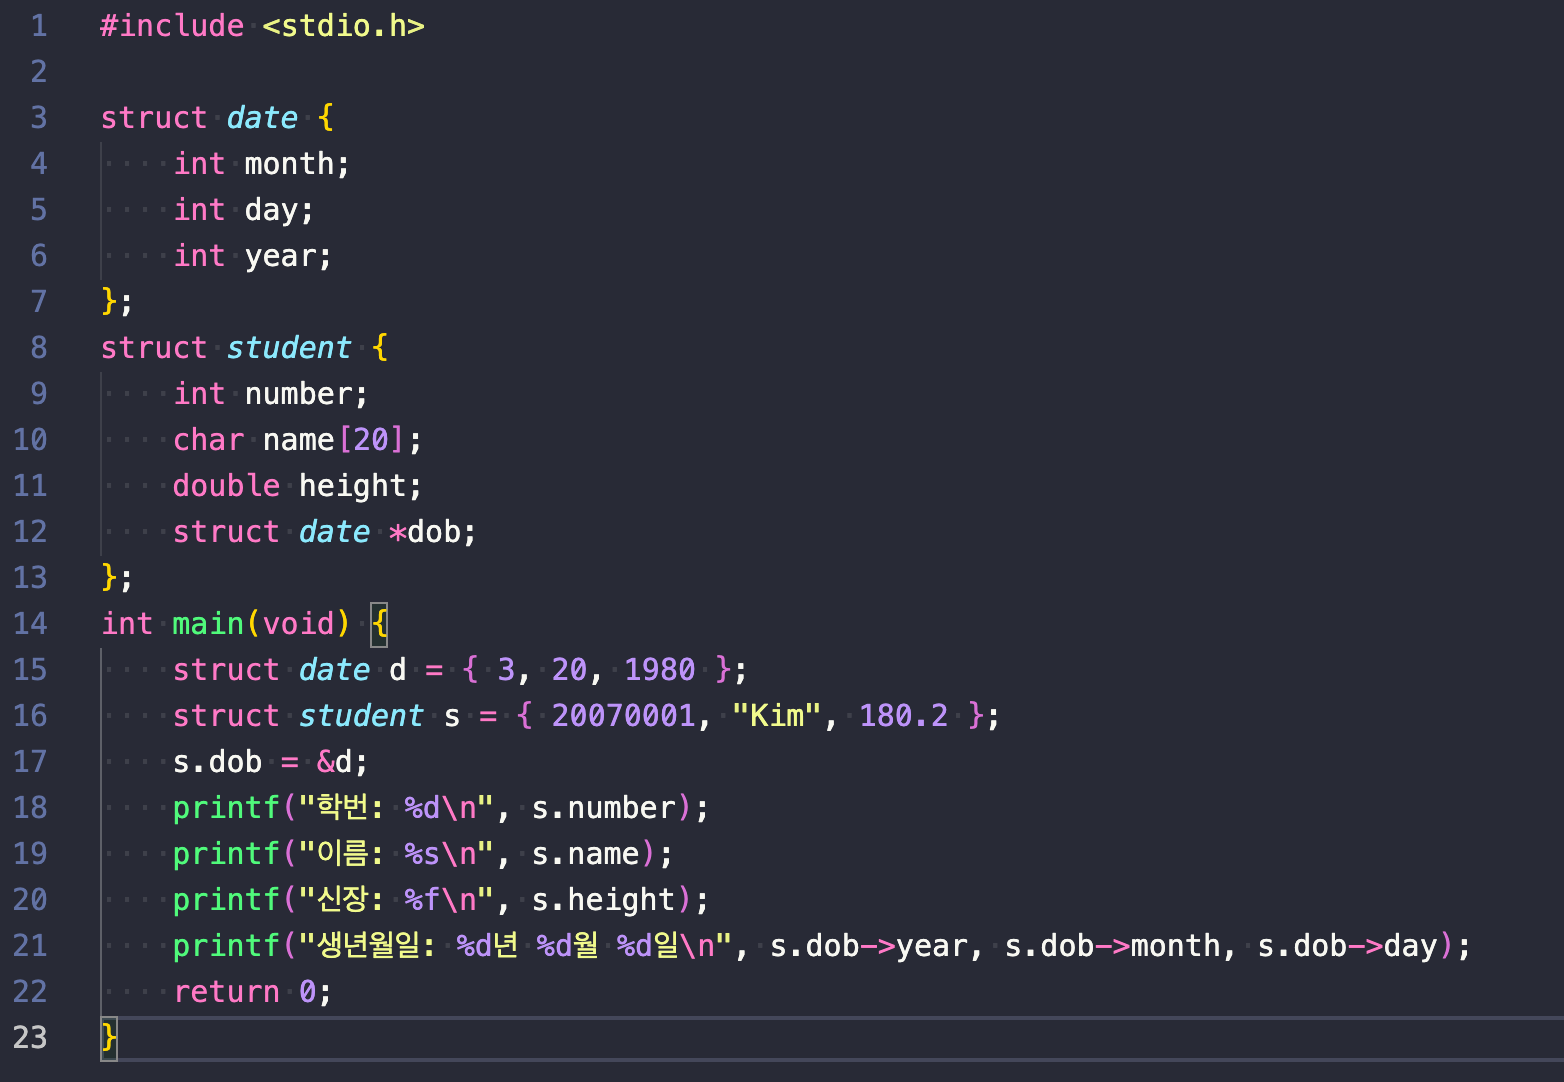 1 #include <stdio.h>
2
3 struct date {
4 int month;
5 int day;
6 int year;
7 };
8 struct student {
9 int number;
10 char name[20];
11 double height;
12 struct date *dob;
13 };
14 int main(void) {
15 struct date d = { 3, 20, 1980 };
16 struct student s = { 20070001, "Kim", 180.2 };
17 s.dob = &d;
18 printf("학번: %d\n", s.number);
19 printf("이름: %s\n", s.name);
20 printf("신장: %f\n", s.height);
21 printf("생년월일: %d년 %d월 %d일\n", s.dob->year, s.dob->month, s.dob->day);
22 return 0;
23 }